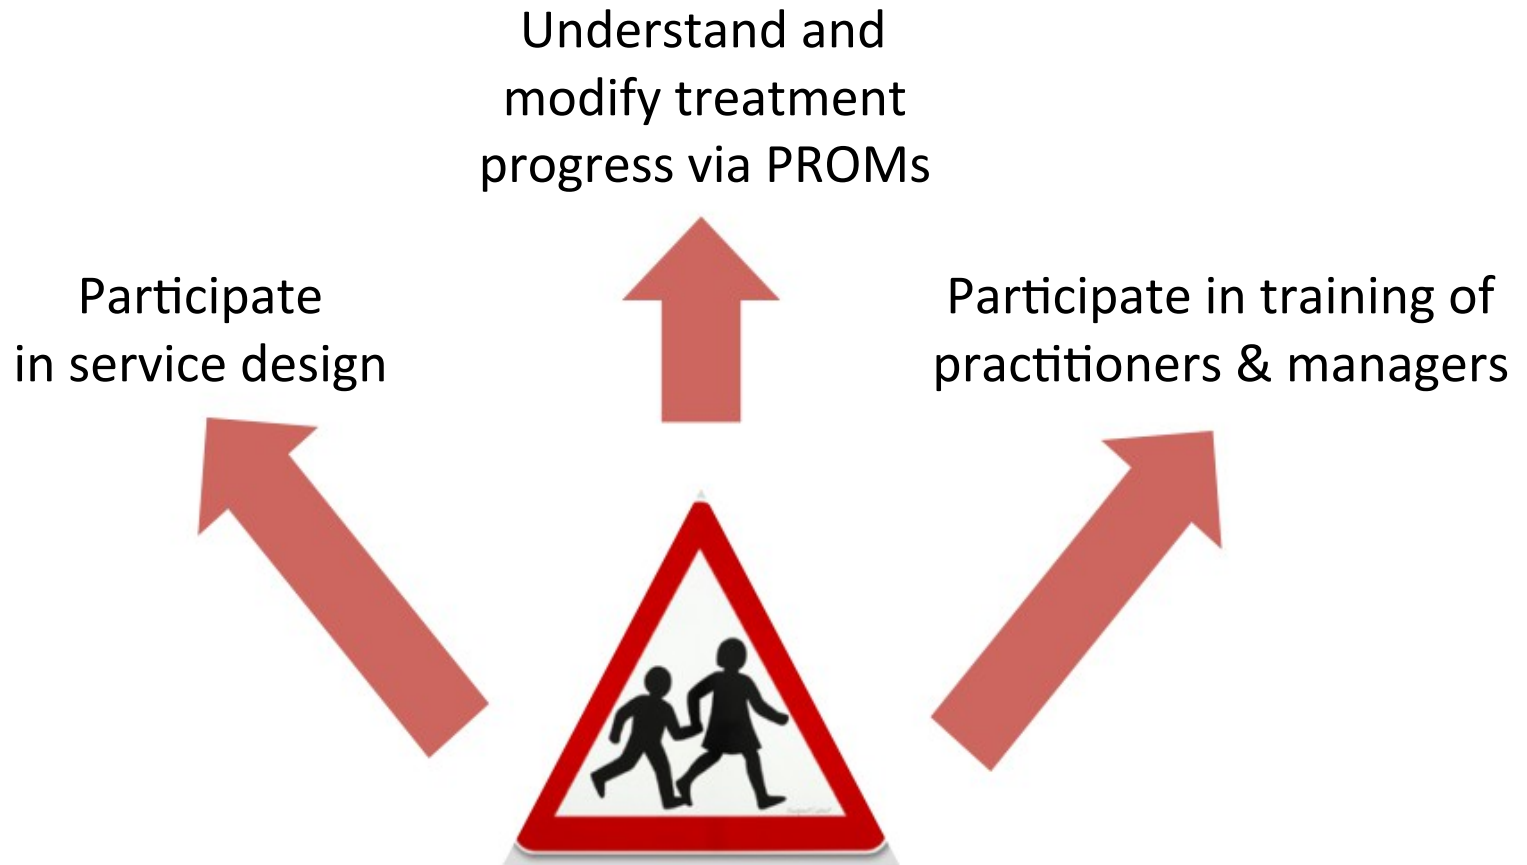 Understand and
modify treatment
progress via PROMs
Participate
in service design
Participate in training of
practitioners & managers